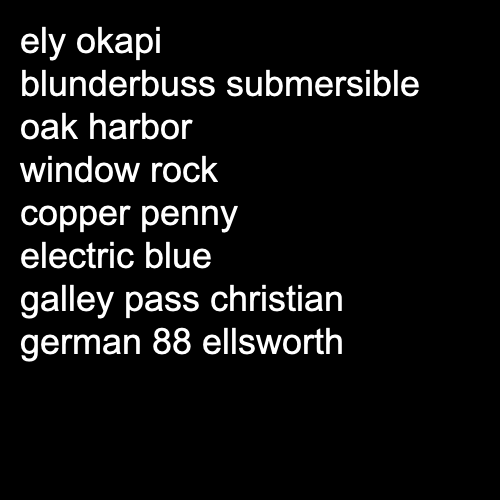 ely okapi
blunderbuss submersible
oak harbor
window rock
copper penny
electric blue
galley pass christian
german 88 ellsworth